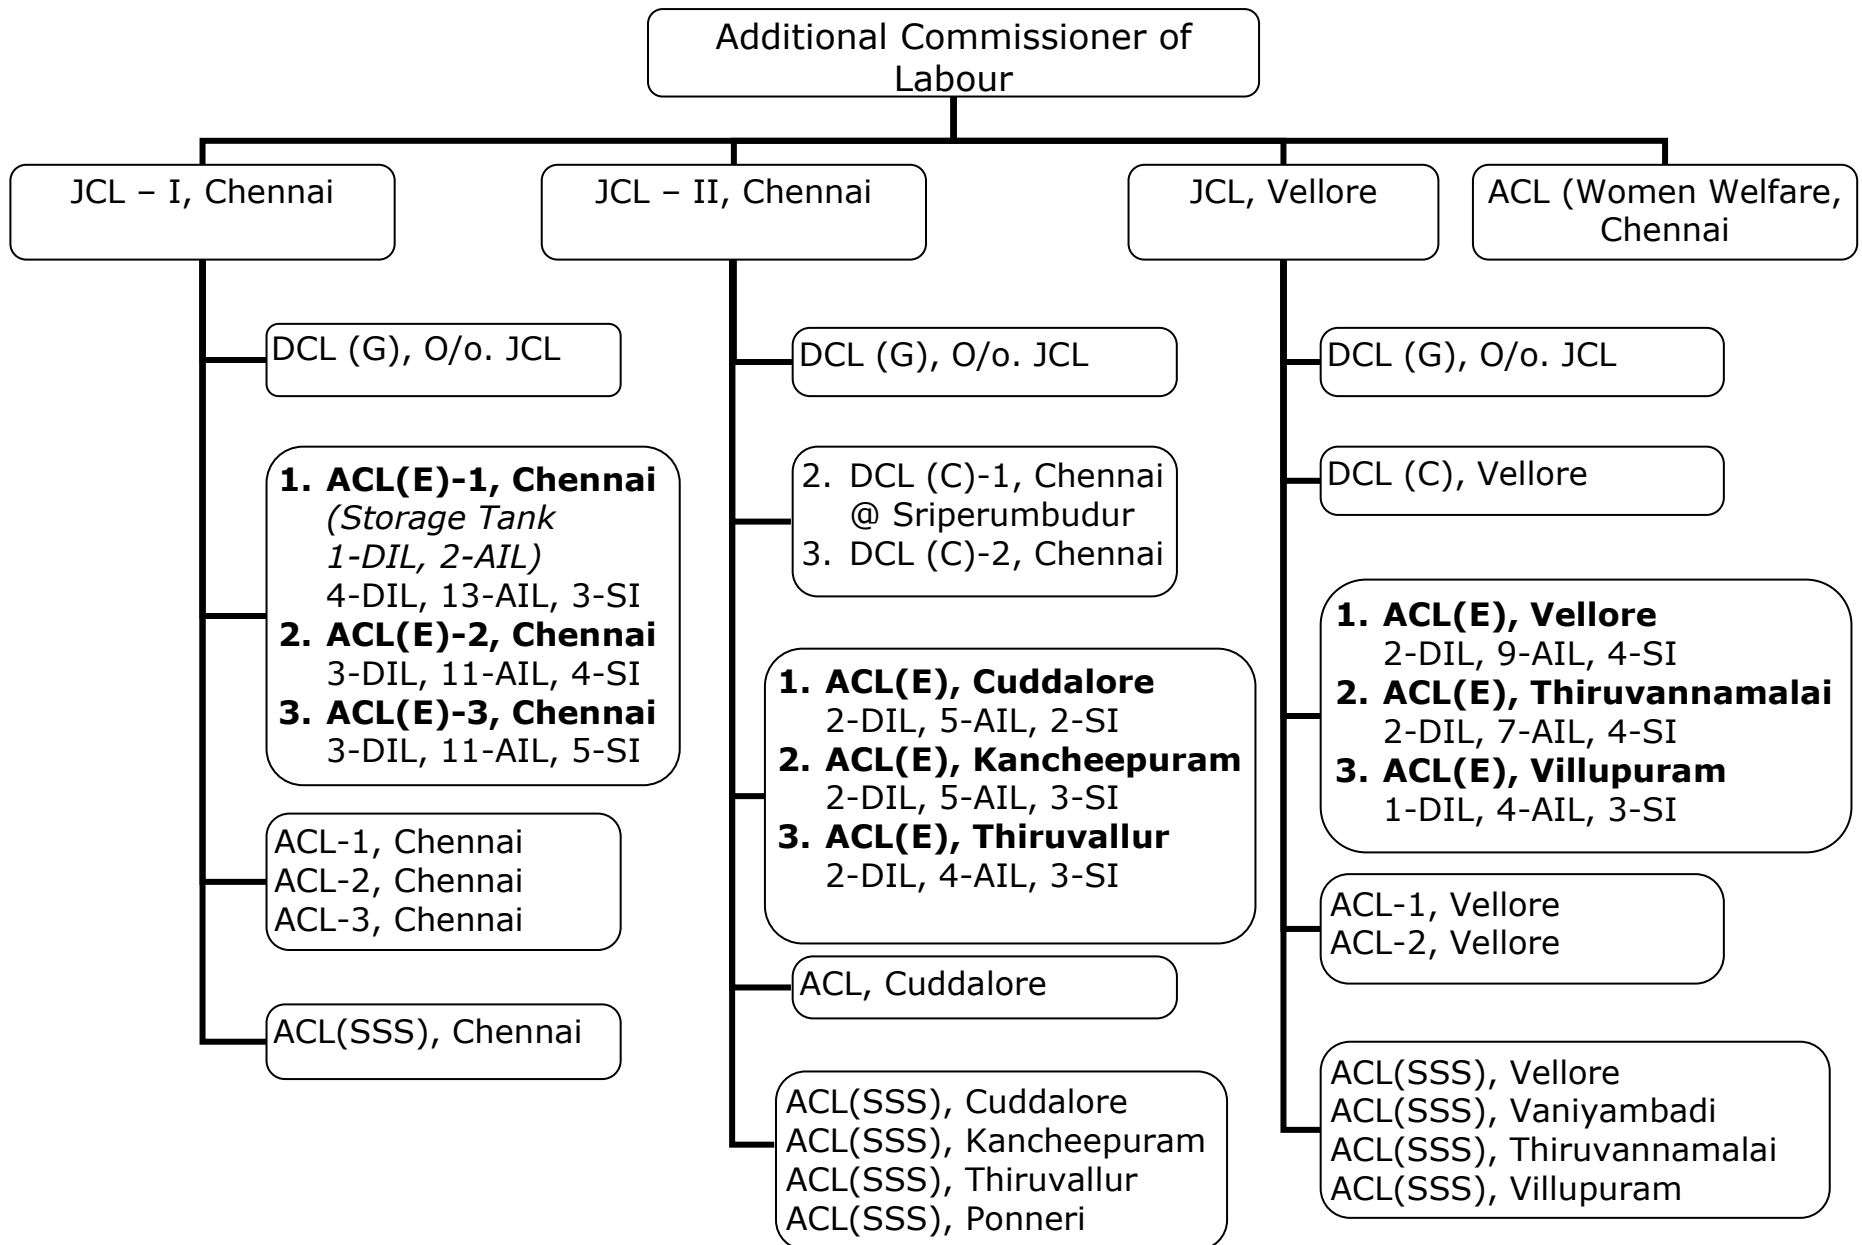 Additional Commissioner of
Labour
JCL – I, Chennai
JCL – II, Chennai
JCL, Vellore
ACL (Women Welfare,
Chennai
DCL (G), O/o. JCL
1. ACL(E)-1, Chennai
(Storage Tank
1-DIL, 2-AIL)
4-DIL, 13-AIL, 3-SI
2. ACL(E)-2, Chennai
3-DIL, 11-AIL, 4-SI
3. ACL(E)-3, Chennai
3-DIL, 11-AIL, 5-SI
ACL-1, Chennai
ACL-2, Chennai
ACL-3, Chennai
ACL(SSS), Chennai
DCL (G), O/o. JCL
2. DCL (C)-1, Chennai
@ Sriperumbudur
3. DCL (C)-2, Chennai
1. ACL(E), Cuddalore
2-DIL, 5-AIL, 2-SI
2. ACL(E), Kancheepuram
2-DIL, 5-AIL, 3-SI
3. ACL(E), Thiruvallur
2-DIL, 4-AIL, 3-SI
ACL, Cuddalore
ACL(SSS), Cuddalore
ACL(SSS), Kancheepuram
ACL(SSS), Thiruvallur
ACL(SSS), Ponneri
DCL (G), O/o. JCL
DCL (C), Vellore
1. ACL(E), Vellore
2-DIL, 9-AIL, 4-SI
2. ACL(E), Thiruvannamalai
2-DIL, 7-AIL, 4-SI
3. ACL(E), Villupuram
1-DIL, 4-AIL, 3-SI
ACL-1, Vellore
ACL-2, Vellore
ACL(SSS), Vellore
ACL(SSS), Vaniyambadi
ACL(SSS), Thiruvannamalai
ACL(SSS), Villupuram